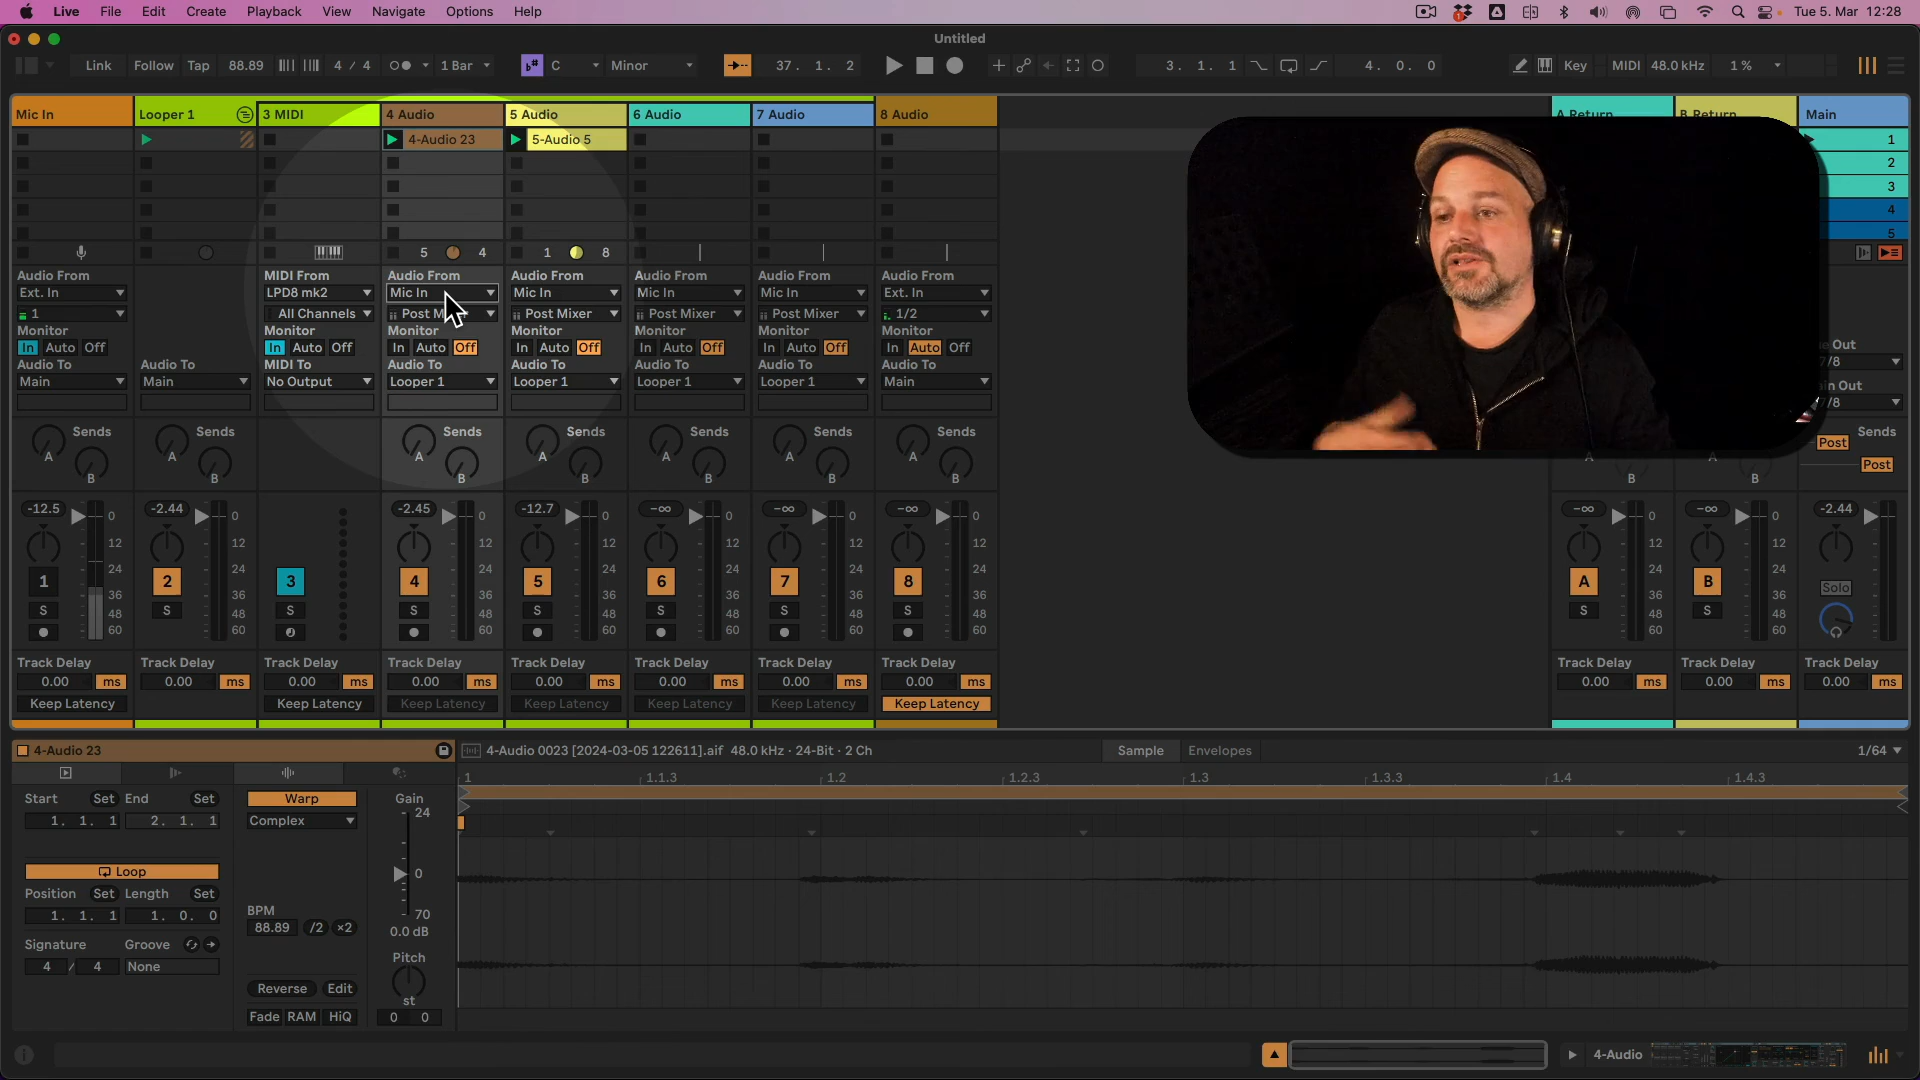 Live File Edit Create Playback View Navigate Options Help Tue 5. Mar 12:28
Untitled
Link Follow Tap 88.89 4 / 4 1 Bar C Minor 37. 1. 2 3. 1. 1 4. 0. 0 Key MIDI 48.0 kHz 1 %
Mic In Looper 1 3 MIDI 4 Audio 5 Audio 6 Audio 7 Audio 8 Audio A Return B Return Main
4-Audio 23 5-Audio 5 1
2
3
4
5
5 4 1 8
Audio From MIDI From Audio From Audio From Audio From Audio From Audio From
Ext. In LPD8 mk2 Mic In Mic In Mic In Mic In Ext. In
1 All Channels Post Mixer Post Mixer Post Mixer 1/2
Monitor Monitor Monitor Monitor Monitor Monitor Monitor
In In Auto Off In Auto Off In Auto Off In Auto Off In Auto Off In Auto Off
Auto Off
Audio To Audio To MIDI To Audio To Audio To Audio To Audio To Audio To
Main Main No Output Looper 1 Looper 1 Looper 1 Looper 1 Main
ue Out
7/8
in Out
7/8
Sends Sends Sends Sends Sends Sends Sends Post Sends
A A A A A A A Post
B B B B B B B B B
-12.5 -2.44 -2.45 -12.7 -∞ -∞ -∞ -∞ -∞ -2.44
0 0 0 0 0 0 0 0 0 0
12 12 12 12 12 12 12 12 12 12
1 2 3 4 5 6 7 8 A B Solo
24 24 24 24 24 24 24 24 24 24
36 36 36 36 36 36 36 36 36 36
S S S S S S S S S S
48 48 48 48 48 48 48 48 48 48
60 60 60 60 60 60 60 60 60 60
Track Delay Track Delay Track Delay Track Delay Track Delay Track Delay Track Delay Track Delay Track Delay Track Delay Track Delay
0.00 ms 0.00 ms 0.00 ms 0.00 ms 0.00 ms 0.00 ms 0.00 ms 0.00 ms 0.00 ms 0.00 ms 0.00 ms
Keep Latency Keep Latency Keep Latency Keep Latency Keep Latency Keep Latency Keep Latency
4-Audio 23 4-Audio 0023 [2024-03-05 122611].aif 48.0 kHz · 24-Bit · 2 Ch Sample Envelopes 1/64
1 1.1.3 1.2 1.2.3 1.3 1.3.3 1.4 1.4.3
Start Set End Set Warp Gain
1. 1. 1 2. 1. 1 Complex 24
Loop 0
Position Set Length Set
1. 1. 1 1. 0. 0 BPM 70
88.89 /2 ×2 0.0 dB
Signature Groove Pitch
4 / 4 None
Reverse Edit st
Fade RAM HiQ 0 0
4-Audio